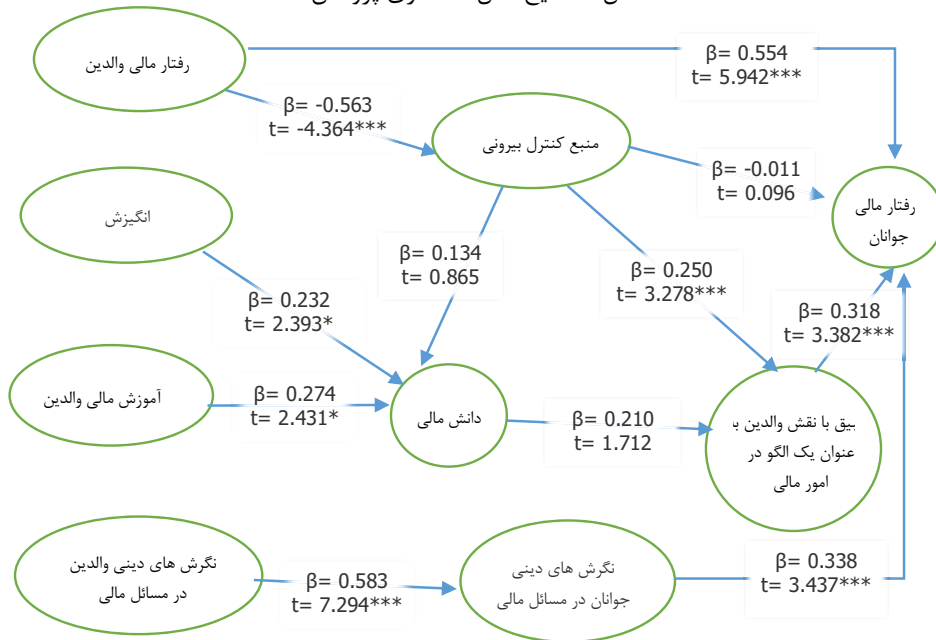 رفتار مالی والدین
β= 0.554
t= 5.942***
β= -0.563
t= -4.364***
منبع کنترل بیرونی
β= -0.011
t= 0.096
رفتار مالی
جوانان
انگیزش
β= 0.134
t= 0.865
β= 0.250
t= 3.278***
β= 0.232
t= 2.393*
β= 0.318
t= 3.382***
آموزش مالی والدین
β= 0.274
t= 2.431*
دانش مالی
β= 0.210
t= 1.712
با نقش والدین
عنوان یک الگو در
امور مالی
نگرش های دینی والدین
در مسائل مالی
β= 0.583
t= 7.294***
نگرش های دینی
جوانان در مسائل مالی
β= 0.338
t= 3.437***